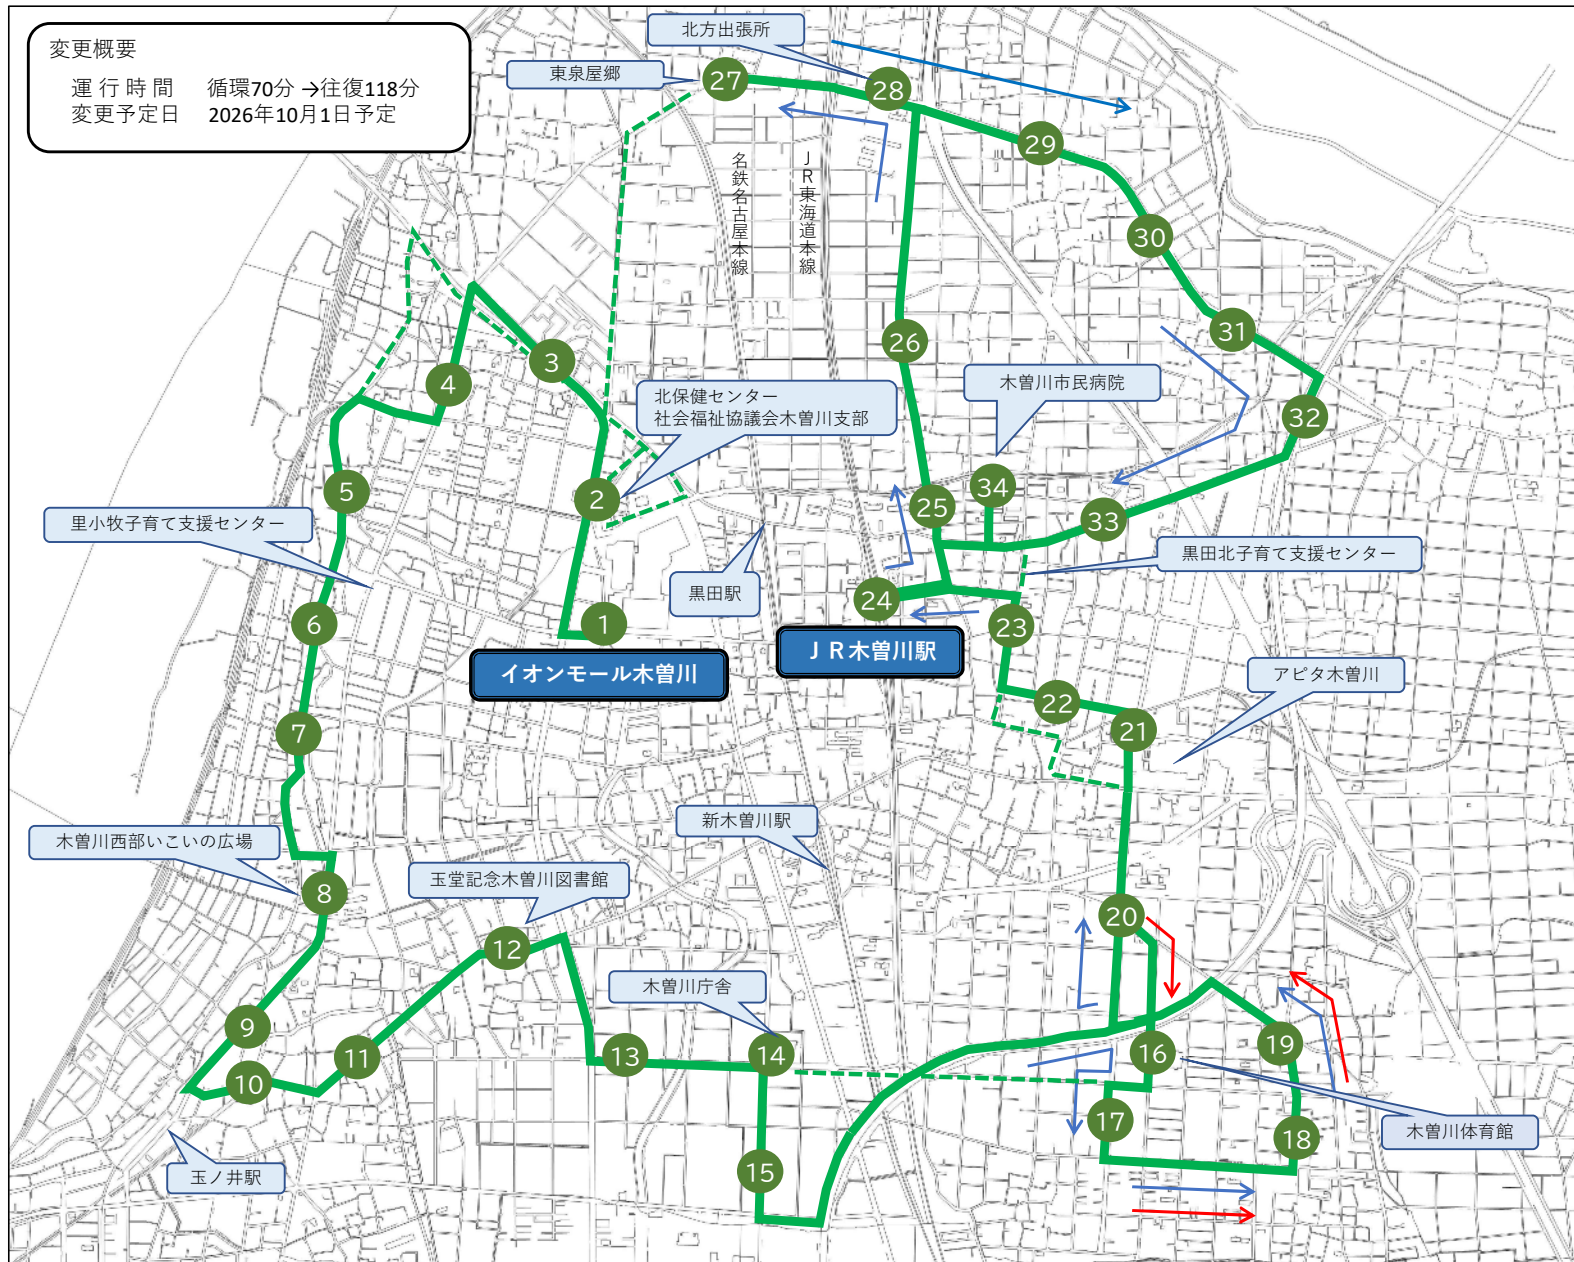 変更概要
運行時間 循環70分 →往復118分
変更予定日 2026年10月1日予定
北方出張所
東泉屋郷
27
28
29
名鉄名古屋本線
JR東海道本線
30
31
26
3
4
木曽川市民病院
32
北保健センター
社会福祉協議会木曽川支部
5
2
25
34
33
里小牧子育て支援センター
黒田北子育て支援センター
黒田駅
24
6
1
23
JR木曽川駅
イオンモール木曽川
アピタ木曽川
22
7
21
新木曽川駅
木曽川西部いこいの広場
玉堂記念木曽川図書館
8
20
12
木曽川庁舎
9
19
11
13
14
16
10
17
木曽川体育館
18
玉ノ井駅
15